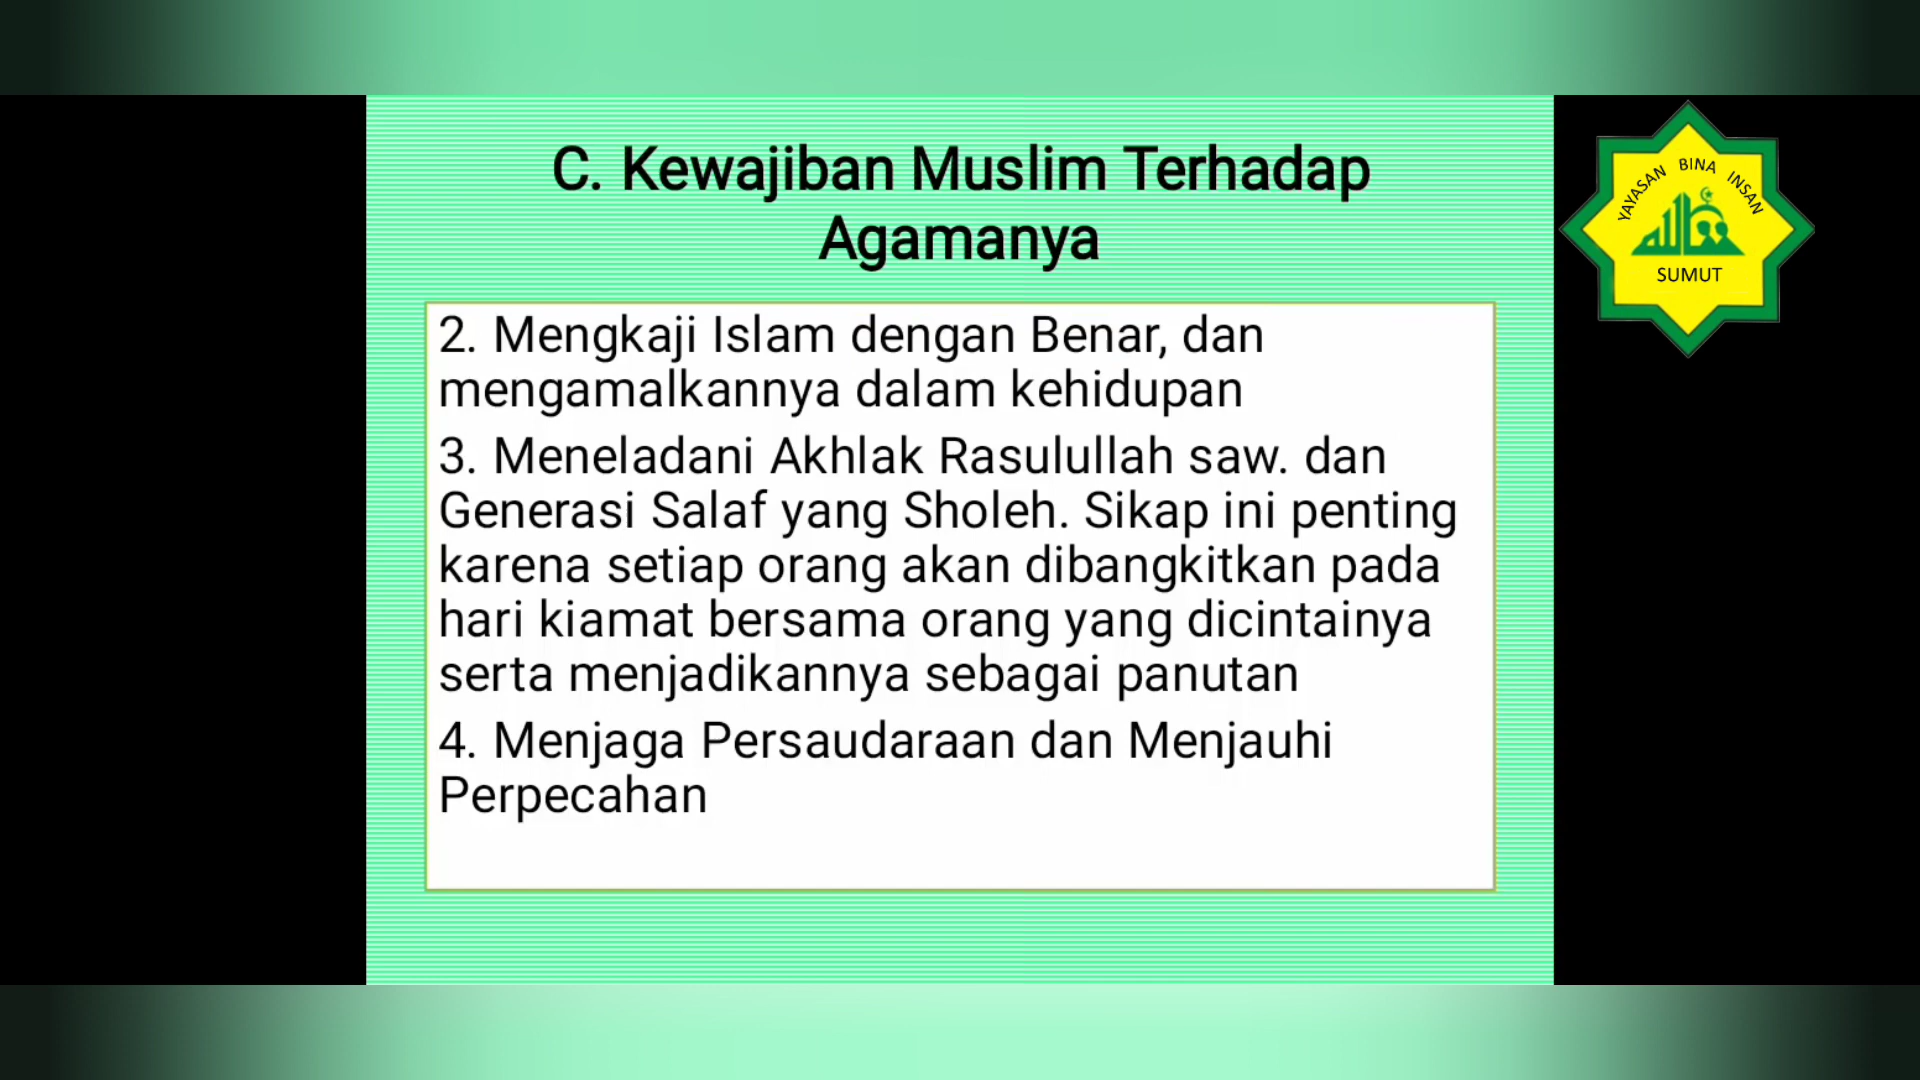 C. Kewajiban Muslim Terhadap
Agamanya
2. Mengkaji Islam dengan Benar, dan
mengamalkannya dalam kehidupan
3. Meneladani Akhlak Rasulullah saw. dan
Generasi Salaf yang Sholeh. Sikap ini penting
karena setiap orang akan dibangkitkan pada
hari kiamat bersama orang yang dicintainya
serta menjadikannya sebagai panutan
4. Menjaga Persaudaraan dan Menjauhi
Perpecahan
YAYASAN BINA INSAN
SUMUT